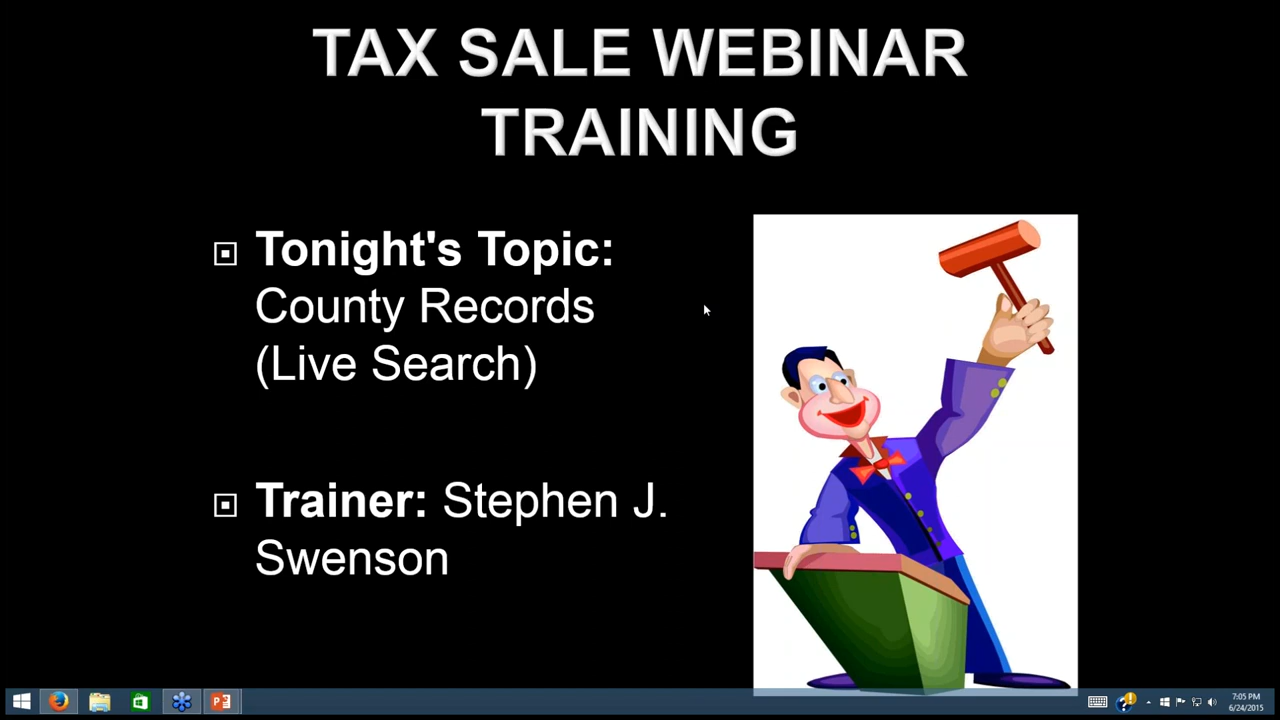 TAX SALE WEBINAR
TRAINING
Tonight's Topic:
County Records
(Live Search)
Trainer: Stephen J.
Swenson
7:05 PM
6/24/2015